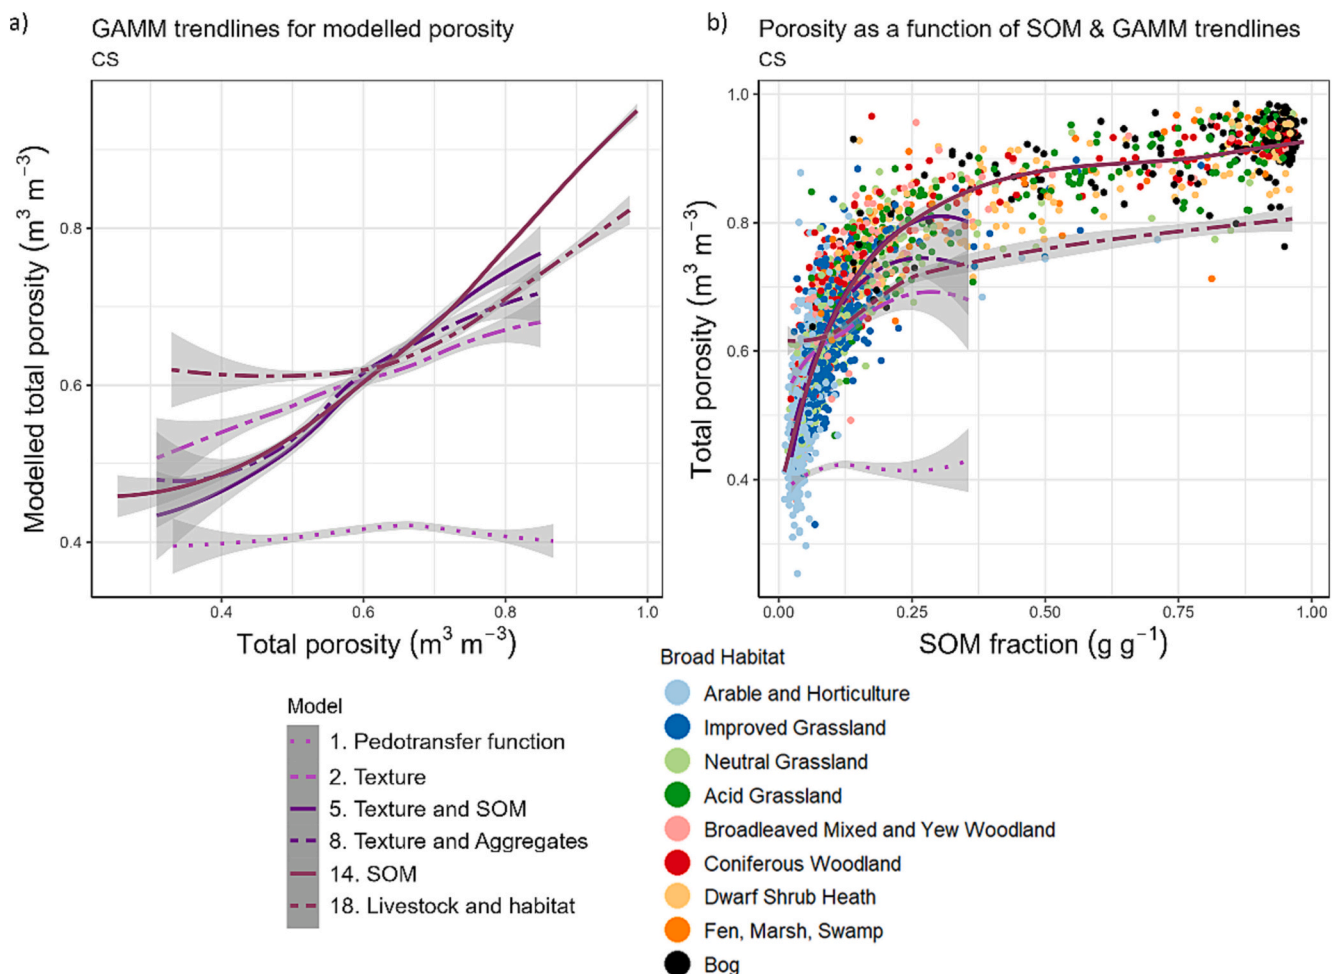 a)
GAMM trendlines for modelled porosity
CS
Modelled total porosity (m³ m⁻³)
0.8
0.6
0.4
0.4 0.6 0.8 1.0
Total porosity (m³ m⁻³)
b)
Porosity as a function of SOM & GAMM trendlines
CS
Total porosity (m³ m⁻³)
1.0
0.8
0.6
0.4
0.00 0.25 0.50 0.75 1.00
SOM fraction (g g⁻¹)
Model
1. Pedotransfer function
2. Texture
5. Texture and SOM
8. Texture and Aggregates
14. SOM
18. Livestock and habitat
Broad Habitat
Arable and Horticulture
Improved Grassland
Neutral Grassland
Acid Grassland
Broadleaved Mixed and Yew Woodland
Coniferous Woodland
Dwarf Shrub Heath
Fen, Marsh, Swamp
Bog